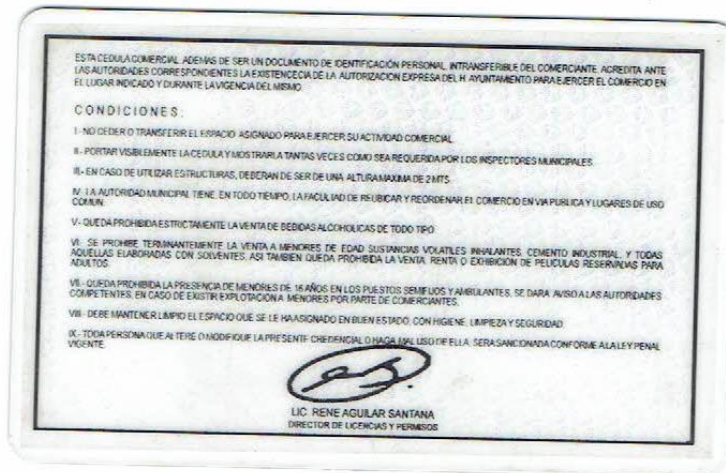 ESTA CEDULA COMERCIAL, ADEMAS DE SER UN DOCUMENTO DE IDENTIFICACIÓN PERSONAL, INTRANSFERIBLE DEL COMERCIANTE, ACREDITA ANTE
LAS AUTORIDADES CORRESPONDIENTES LA EXISTENCECIA DE LA AUTORIZACION EXPRESA DEL H. AYUNTAMIENTO PARA EJERCER EL COMERCIO EN
EL LUGAR INDICADO Y DURANTE LA VIGENCIA DEL MISMO.
CONDICIONES:
I.- NO CEDER O TRANSFERIR EL ESPACIO ASIGNADO PARA EJERCER SU ACTIVIDAD COMERCIAL.
II.- PORTAR VISIBLEMENTE LA CEDULA Y MOSTRARLA TANTAS VECES COMO SEA REQUERIDA POR LOS INSPECTORES MUNICIPALES.
III.- EN CASO DE UTILIZAR ESTRUCTURAS, DEBERAN DE SER DE UNA ALTURA MAXIMA DE 2 MTS.
IV. LA AUTORIDAD MUNICIPAL TIENE, EN TODO TIEMPO, LA FACULTAD DE REUBICAR Y REORDENAR EL COMERCIO EN VIA PUBLICA Y LUGARES DE USO
COMUN.
V.- QUEDA PROHIBIDA ESTRICTAMENTE LA VENTA DE BEBIDAS ALCOHOLICAS DE TODO TIPO
VI. SE PROHIBE TERMINANTEMENTE LA VENTA A MENORES DE EDAD SUSTANCIAS VOLATILES INHALANTES, CEMENTO INDUSTRIAL, Y TODAS
AQUELLAS ELABORADAS CON SOLVENTES, ASI TAMBIEN QUEDA PROHIBIDA LA VENTA, RENTA O EXHIBICIÓN DE PELICULAS RESERVADAS PARA
ADULTOS.
VII.- QUEDA PROHIBIDA LA PRESENCIA DE MENORES DE 16 AÑOS EN LOS PUESTOS SEMIFIJOS Y AMBULANTES, SE DARA AVISO A LAS AUTORIDADES
COMPETENTES, EN CASO DE EXISTIR EXPLOTACION A MENORES POR PARTE DE COMERCIANTES.
VIII.- DEBE MANTENER LIMPIO EL ESPACIO QUE SE LE HA ASIGNADO EN BUEN ESTADO, CON HIGIENE, LIMPIEZA Y SEGURIDAD.
IX.- TODA PERSONA QUE ALTERE O MODIFIQUE LA PRESENTE CREDENCIAL O HAGA MAL USO DE ELLA, SERA SANCIONADA CONFORME A LA LEY PENAL
VIGENTE.
LIC. RENE AGUILAR SANTANA
DIRECTOR DE LICENCIAS Y PERMISOS